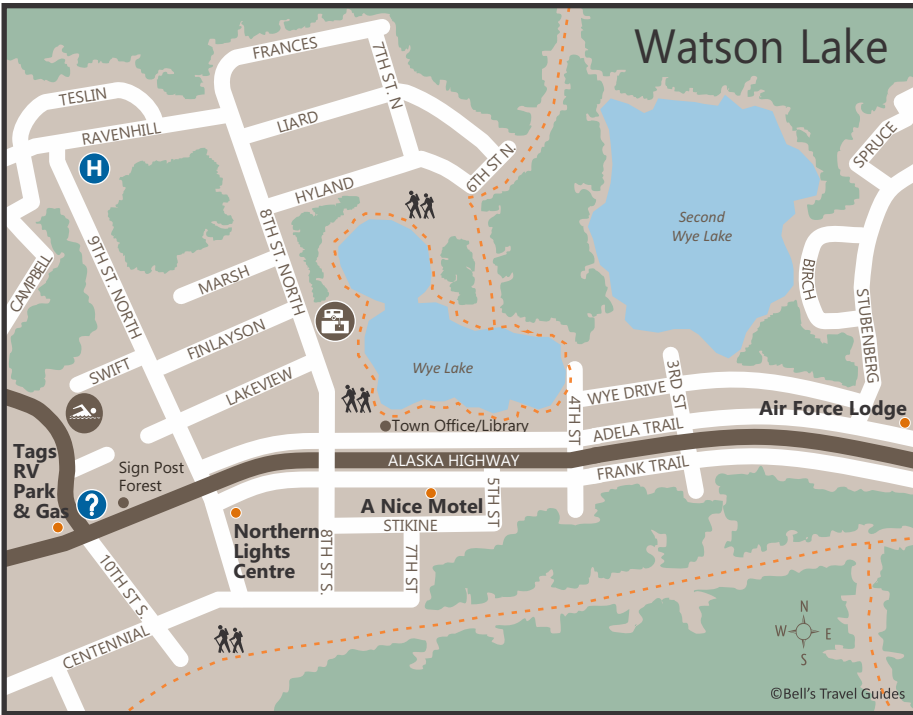 Watson Lake
FRANCES
7TH ST. N
TESLIN
LIARD
RAVENHILL
SPRUCE
H
6TH ST N.
HYLAND
Second
Wye Lake
8TH ST. NORTH
9TH ST. NORTH
CAMPBELL
MARSH
BIRCH
STUBENBERG
FINLAYSON
SWIFT
Wye Lake
3RD ST
LAKEVIEW
WYE DRIVE
4TH ST
Air Force Lodge
Town Office/Library
ADELA TRAIL
Tags
RV
Park
& Gas
Sign Post
Forest
ALASKA HIGHWAY
FRANK TRAIL
?
A Nice Motel
5TH ST
STIKINE
Northern
Lights
Centre
8TH ST S.
7TH ST
10TH ST S.
CENTENNIAL
N
W
E
S
©Bell's Travel Guides